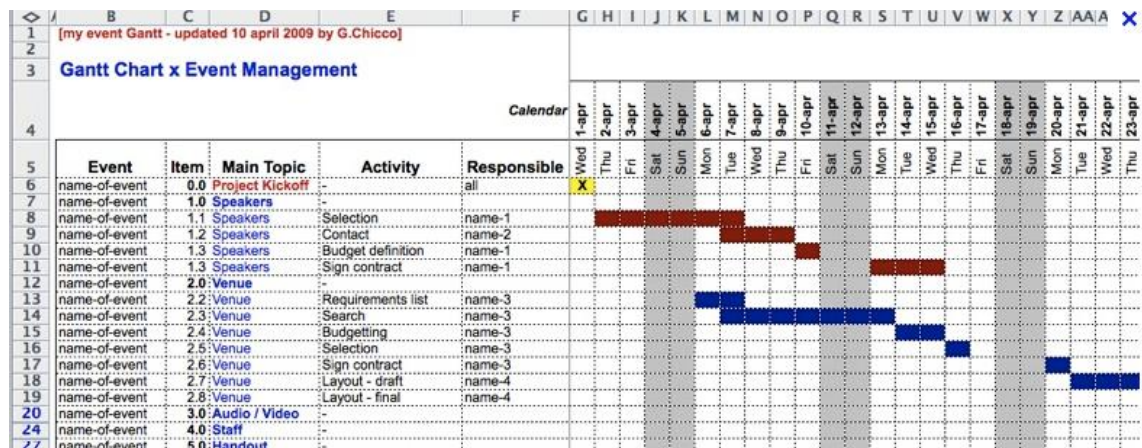 B C D E F G H I J K L M N O P Q R S T U V W X Y Z AA A
1 [my event Gantt - updated 10 april 2009 by G.Chicco]
2
3 Gantt Chart x Event Management
4 Calendar 1-apr 2-apr 3-apr 4-apr 5-apr 6-apr 7-apr 8-apr 9-apr 10-apr 11-apr 12-apr 13-apr 14-apr 15-apr 16-apr 17-apr 18-apr 19-apr 20-apr 21-apr 22-apr 23-apr
5 Event Item Main Topic Activity Responsible Wed Thu Fri Sat Sun Mon Tue Wed Thu Fri Sat Sun Mon Tue Wed Thu Fri Sat Sun Mon Tue Wed Thu
6 name-of-event 0.0 Project Kickoff - all X
7 name-of-event 1.0 Speakers -
8 name-of-event 1.1 Speakers Selection name-1
9 name-of-event 1.2 Speakers Contact name-2
10 name-of-event 1.3 Speakers Budget definition name-1
11 name-of-event 1.3 Speakers Sign contract name-1
12 name-of-event 2.0 Venue -
13 name-of-event 2.2 Venue Requirements list name-3
14 name-of-event 2.3 Venue Search name-3
15 name-of-event 2.4 Venue Budgetting name-3
16 name-of-event 2.5 Venue Selection name-3
17 name-of-event 2.6 Venue Sign contract name-3
18 name-of-event 2.7 Venue Layout - draft name-4
19 name-of-event 2.8 Venue Layout - final name-4
20 name-of-event 3.0 Audio / Video -
24 name-of-event 4.0 Staff -
27 name-of-event 5.0 Handout -